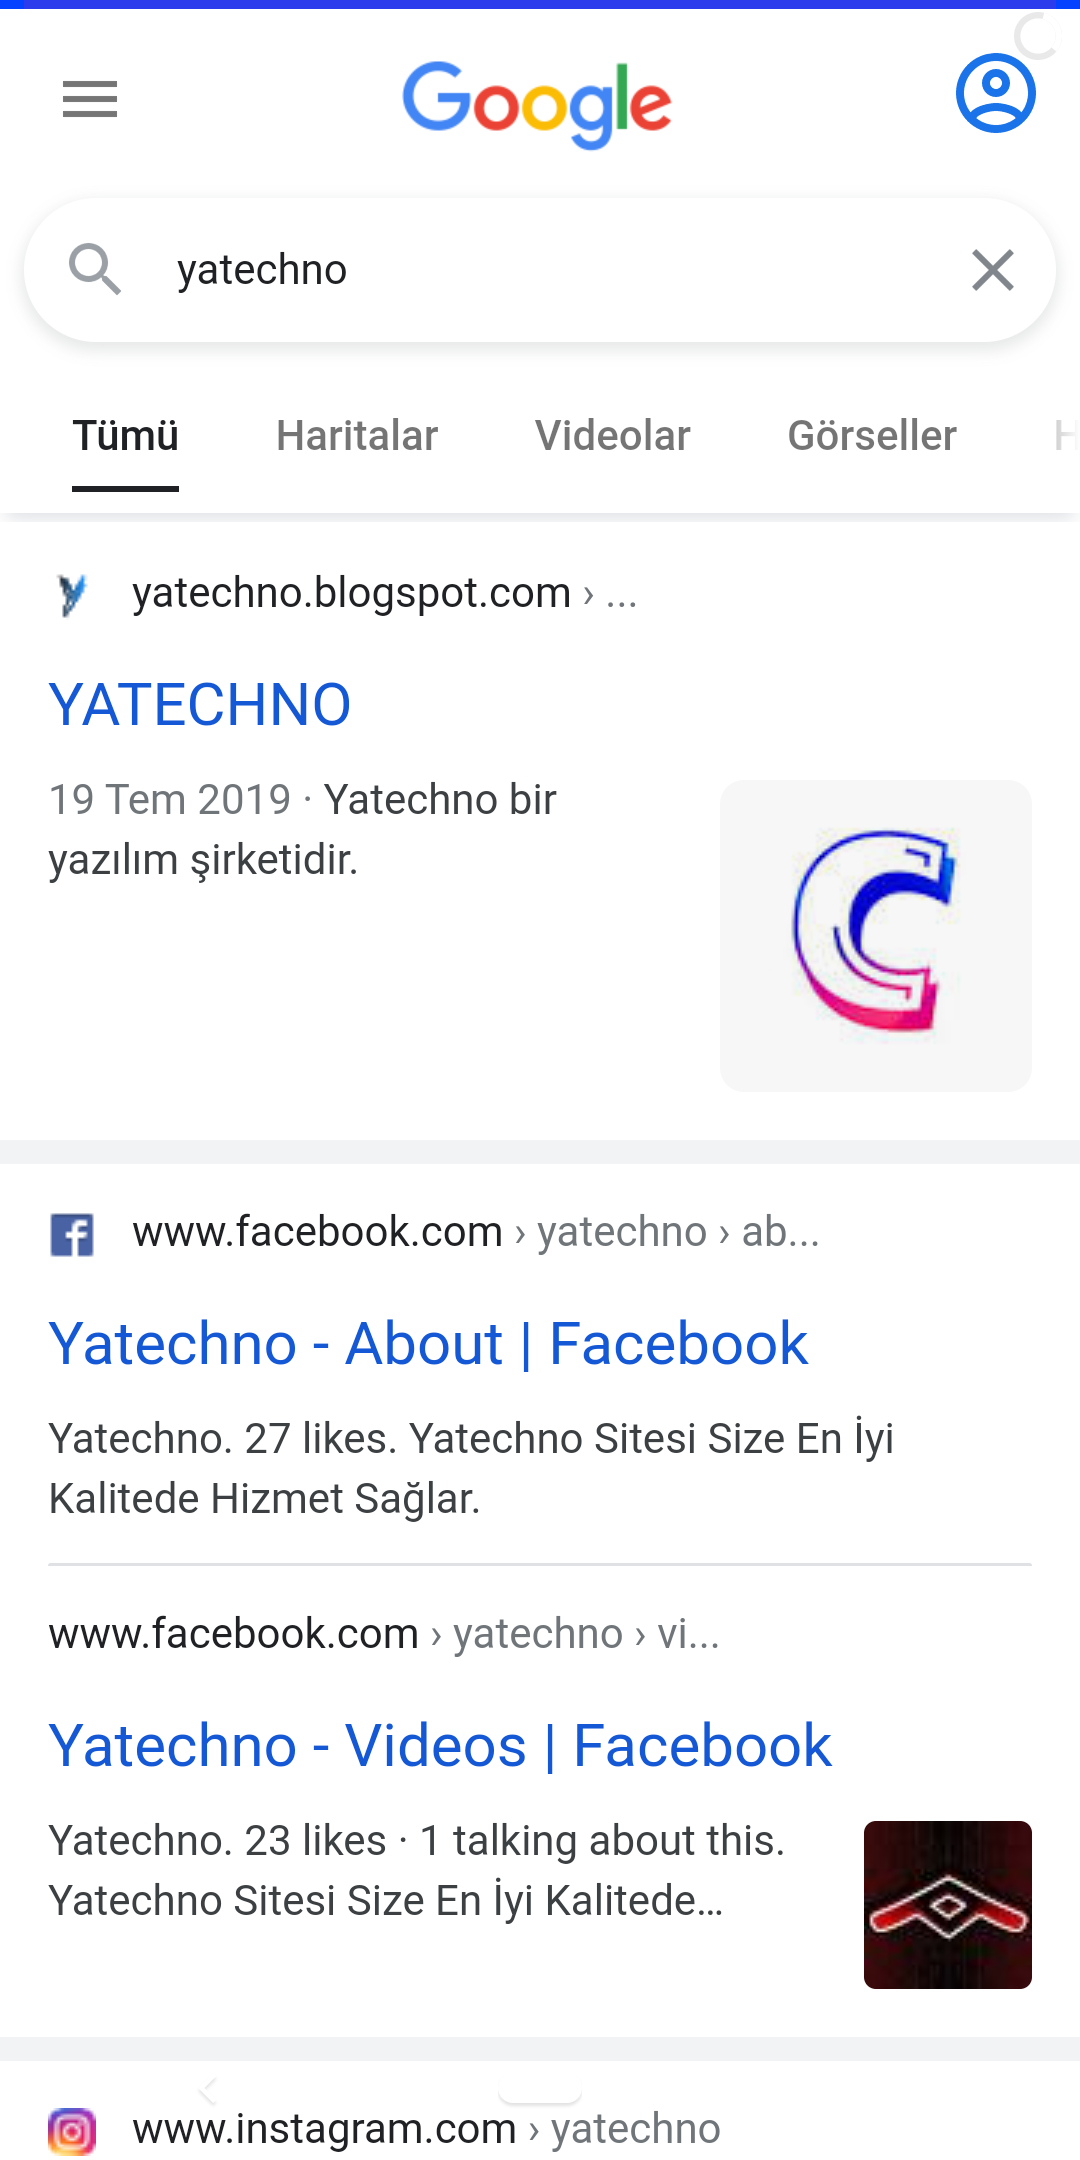 Google
yatechno
Tümü Haritalar Videolar Görseller H
yatechno.blogspot.com › ...
YATECHNO
19 Tem 2019 · Yatechno bir
yazılım şirketidir.
www.facebook.com › yatechno › ab...
Yatechno - About | Facebook
Yatechno. 27 likes. Yatechno Sitesi Size En İyi
Kalitede Hizmet Sağlar.
www.facebook.com › yatechno › vi...
Yatechno - Videos | Facebook
Yatechno. 23 likes · 1 talking about this.
Yatechno Sitesi Size En İyi Kalitede...
www.instagram.com › yatechno